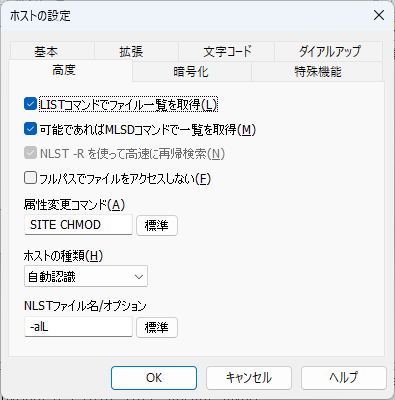 ホストの設定
基本 拡張 文字コード ダイアルアップ
高度 暗号化 特殊機能
LISTコマンドでファイル一覧を取得(L)
可能であればMLSDコマンドで一覧を取得(M)
NLST -R を使って高速に再帰検索(N)
フルパスでファイルをアクセスしない(F)
属性変更コマンド(A)
SITE CHMOD 標準
ホストの種類(H)
自動認識
NLSTファイル名/オプション
-alL 標準
OK キャンセル ヘルプ